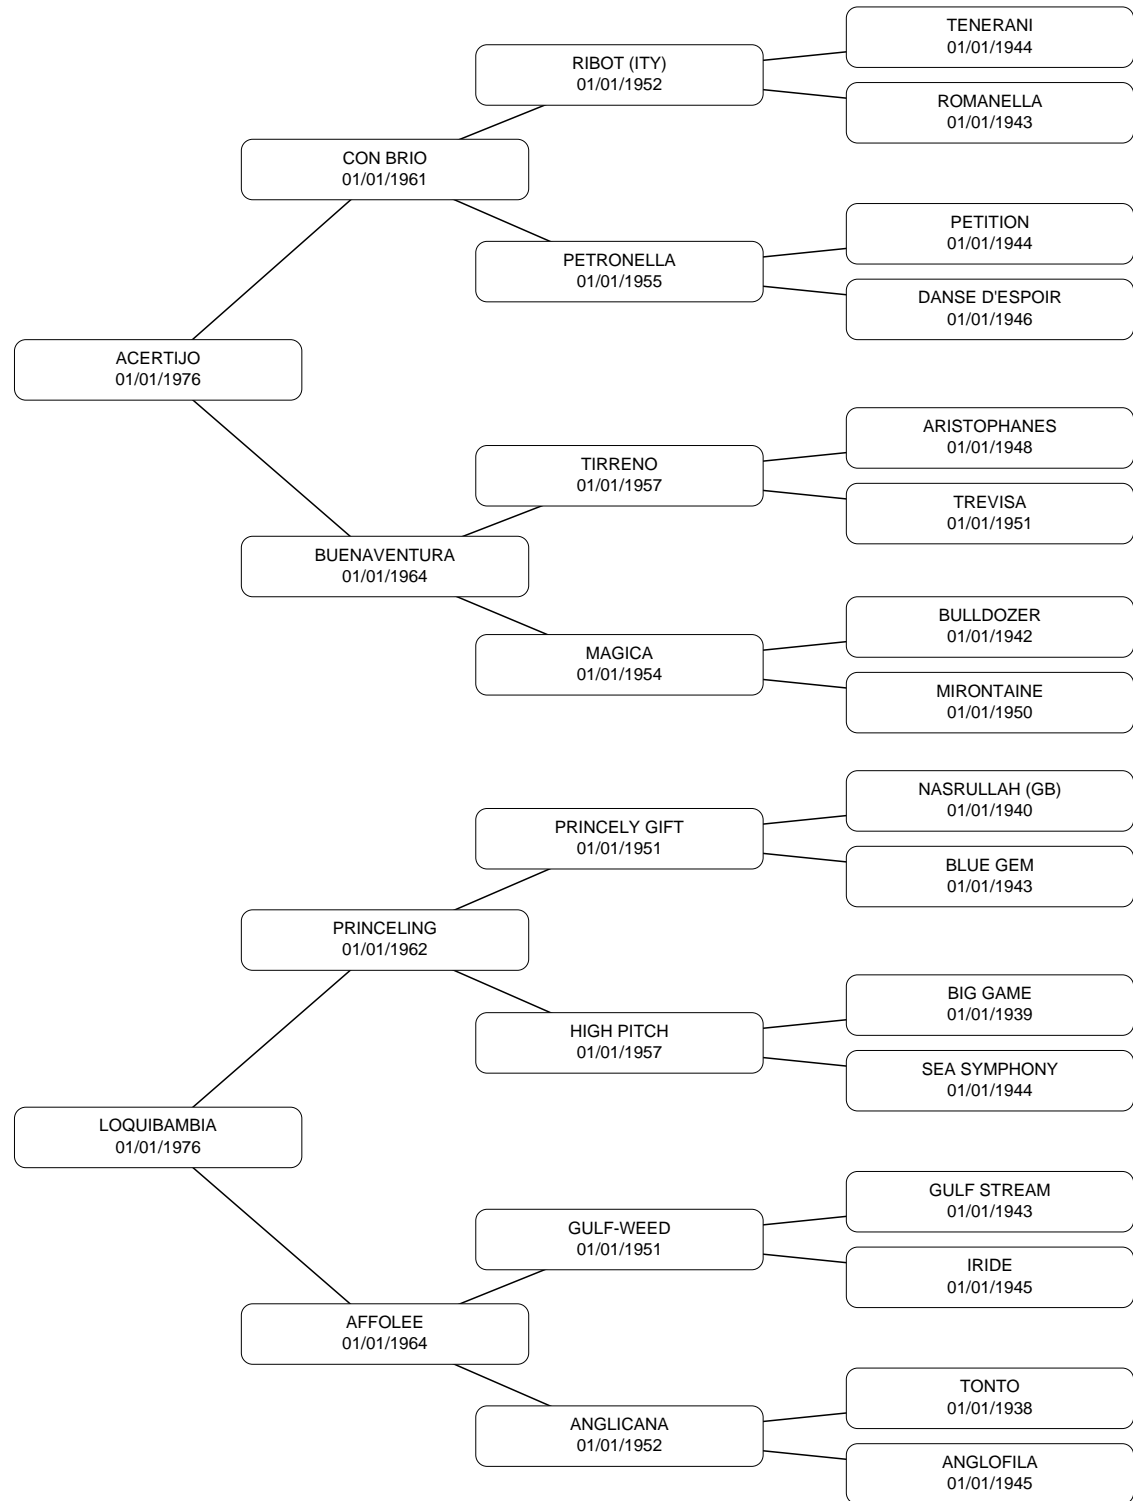 TENERANI
01/01/1944
RIBOT (ITY)
01/01/1952
ROMANELLA
01/01/1943
CON BRIO
01/01/1961
PETITION
01/01/1944
PETRONELLA
01/01/1955
DANSE D'ESPOIR
01/01/1946
ACERTIJO
01/01/1976
ARISTOPHANES
01/01/1948
TIRRENO
01/01/1957
TREVISA
01/01/1951
BUENAVENTURA
01/01/1964
BULLDOZER
01/01/1942
MAGICA
01/01/1954
MIRONTAINE
01/01/1950
NASRULLAH (GB)
01/01/1940
PRINCELY GIFT
01/01/1951
BLUE GEM
01/01/1943
PRINCELING
01/01/1962
BIG GAME
01/01/1939
HIGH PITCH
01/01/1957
SEA SYMPHONY
01/01/1944
LOQUIBAMBIA
01/01/1976
GULF STREAM
01/01/1943
GULF-WEED
01/01/1951
IRIDE
01/01/1945
AFFOLEE
01/01/1964
TONTO
01/01/1938
ANGLICANA
01/01/1952
ANGLOFILA
01/01/1945